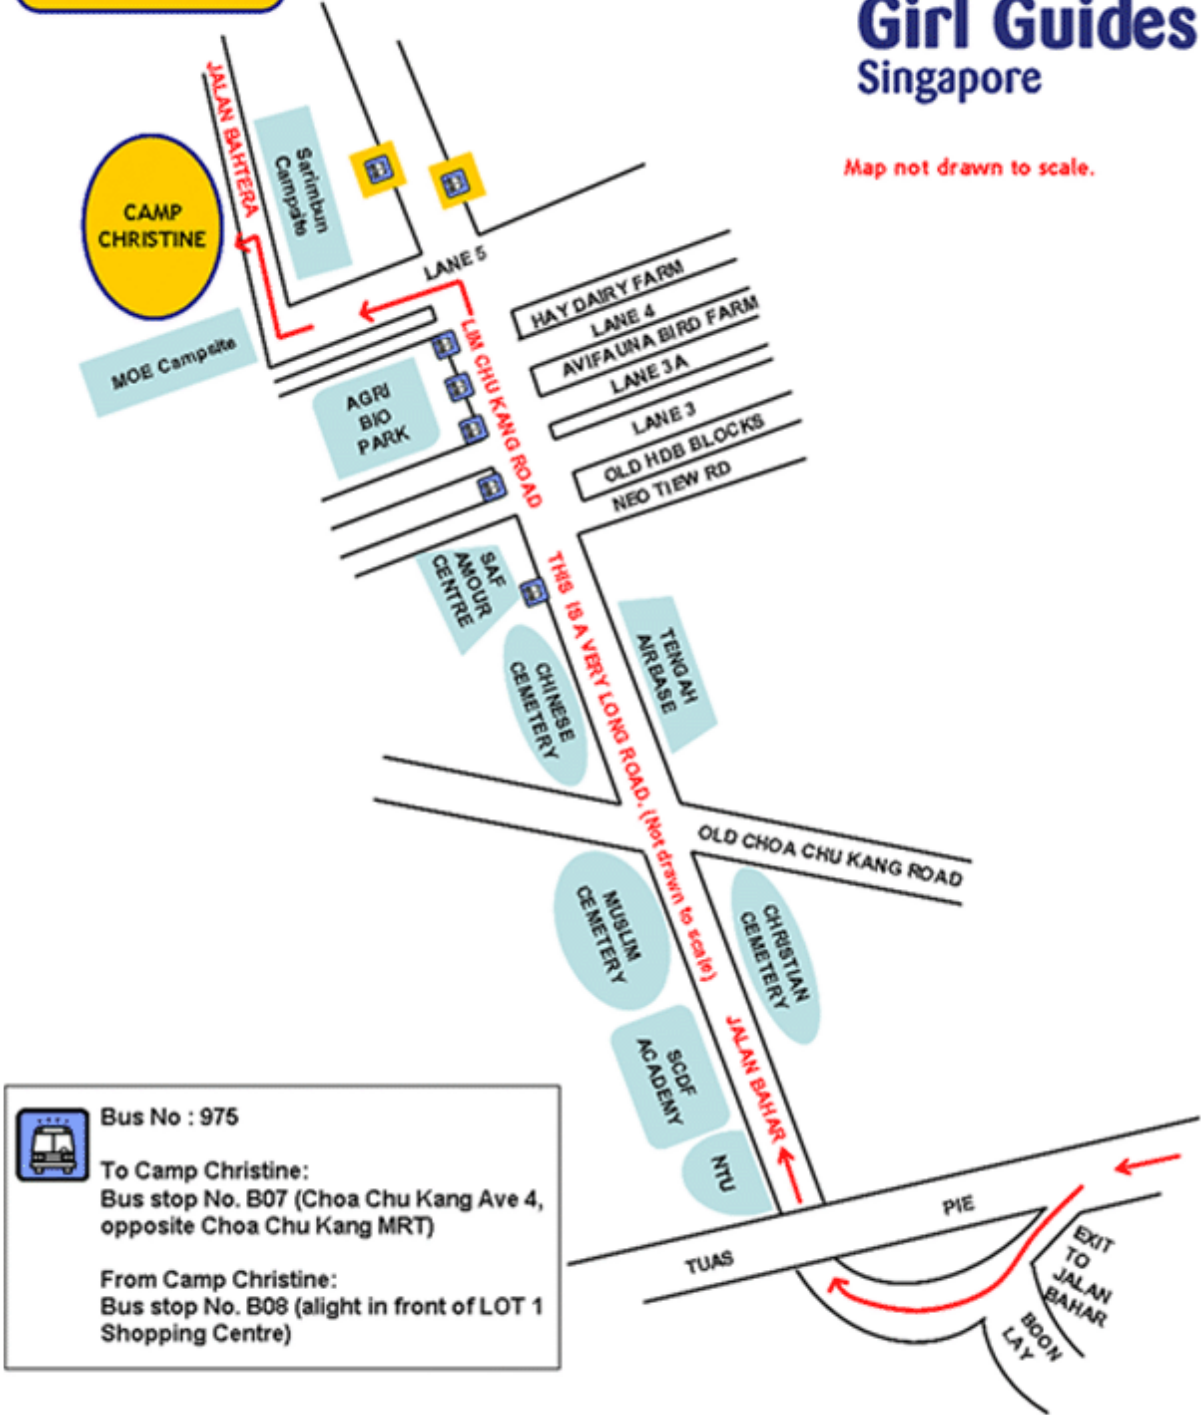 Girl Guides
Singapore
Map not drawn to scale.
JALAN BAHTERA
Sarimbun
Campsite
CAMP
CHRISTINE
LANE 5
HAY DAIRY FARM
LANE 4
AVIFAUNA BIRD FARM
LANE 3A
LANE 3
OLD HDB BLOCKS
NEO TIEW RD
MOE Campsite
AGRI
BIO
PARK
LIM CHU KANG ROAD
SAF
AMOUR
CENTRE
THIS IS A VERY LONG ROAD. (Not drawn to scale)
TENGAH
AIRBASE
CHINESE
CEMETERY
OLD CHOA CHU KANG ROAD
MUSLIM
CEMETERY
CHRISTIAN
CEMETERY
SCDF
ACADEMY
JALAN BAHAR
NTU
PIE
TUAS
EXIT
TO
JALAN
BAHAR
BOON
LAY
Bus No : 975
To Camp Christine:
Bus stop No. B07 (Choa Chu Kang Ave 4,
opposite Choa Chu Kang MRT)
From Camp Christine:
Bus stop No. B08 (alight in front of LOT 1
Shopping Centre)